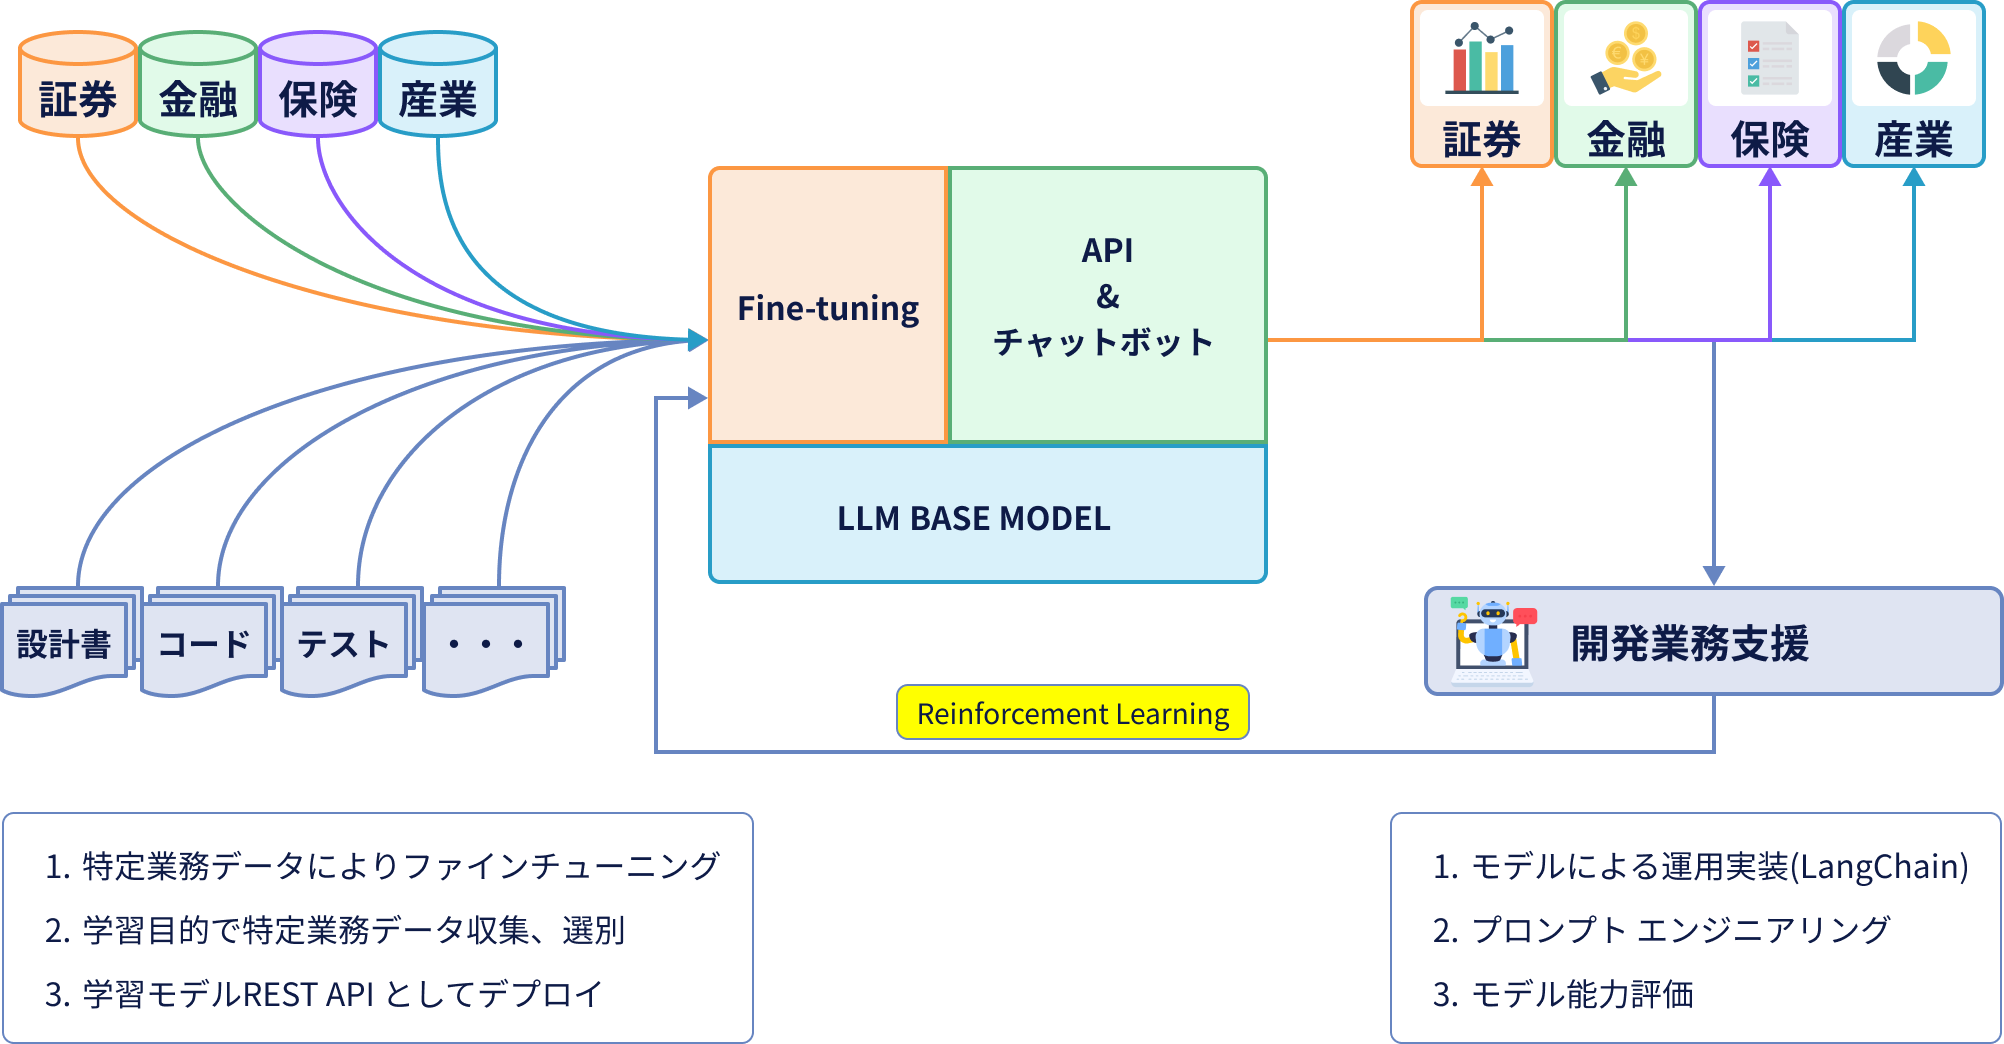 証券
金融
保険
産業
証券
金融
保険
産業
Fine-tuning
API
&
チャットボット
LLM BASE MODEL
設計書
コード
テスト
・・・
開発業務支援
Reinforcement Learning
1. 特定業務データによりファインチューニング
2. 学習目的で特定業務データ収集、選別
3. 学習モデルREST API としてデプロイ
1. モデルによる運用実装(LangChain)
2. プロンプト エンジニアリング
3. モデル能力評価